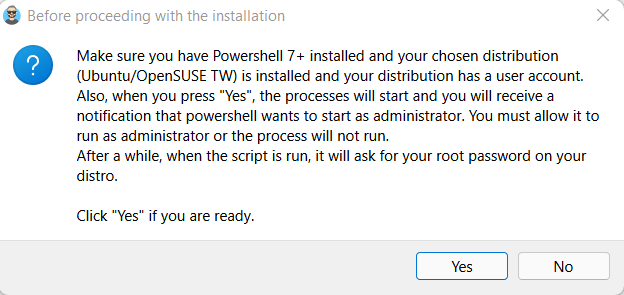 Before proceeding with the installation
Make sure you have Powershell 7+ installed and your chosen distribution
(Ubuntu/OpenSUSE TW) is installed and your distribution has a user account.
Also, when you press "Yes", the processes will start and you will receive a
notification that powershell wants to start as administrator. You must allow it to
run as administrator or the process will not run.
After a while, when the script is run, it will ask for your root password on your
distro.
Click "Yes" if you are ready.
Yes
No